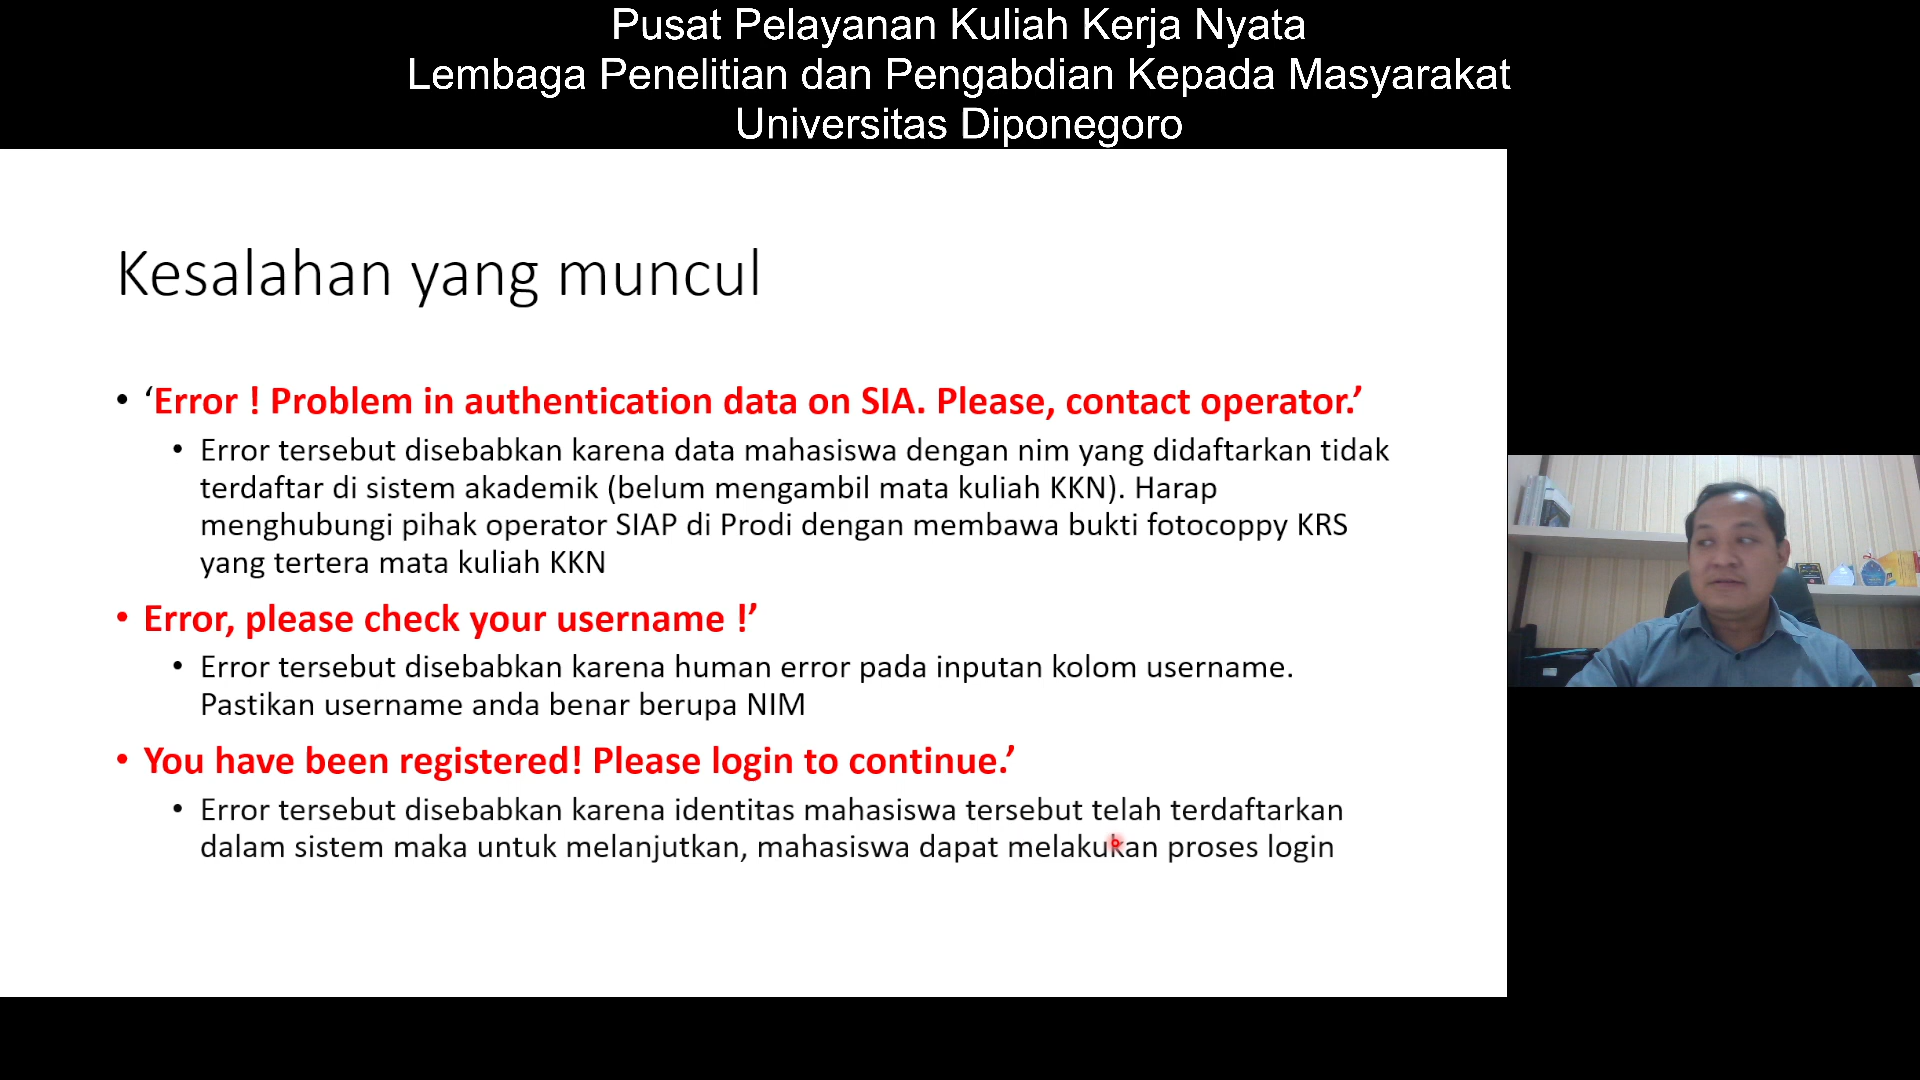 Pusat Pelayanan Kuliah Kerja Nyata
Lembaga Penelitian dan Pengabdian Kepada Masyarakat
Universitas Diponegoro
Kesalahan yang muncul
• ‘Error ! Problem in authentication data on SIA. Please, contact operator.’
• Error tersebut disebabkan karena data mahasiswa dengan nim yang didaftarkan tidak
terdaftar di sistem akademik (belum mengambil mata kuliah KKN). Harap
menghubungi pihak operator SIAP di Prodi dengan membawa bukti fotocoppy KRS
yang tertera mata kuliah KKN
• Error, please check your username !’
• Error tersebut disebabkan karena human error pada inputan kolom username.
Pastikan username anda benar berupa NIM
• You have been registered! Please login to continue.’
• Error tersebut disebabkan karena identitas mahasiswa tersebut telah terdaftarkan
dalam sistem maka untuk melanjutkan, mahasiswa dapat melakukan proses login